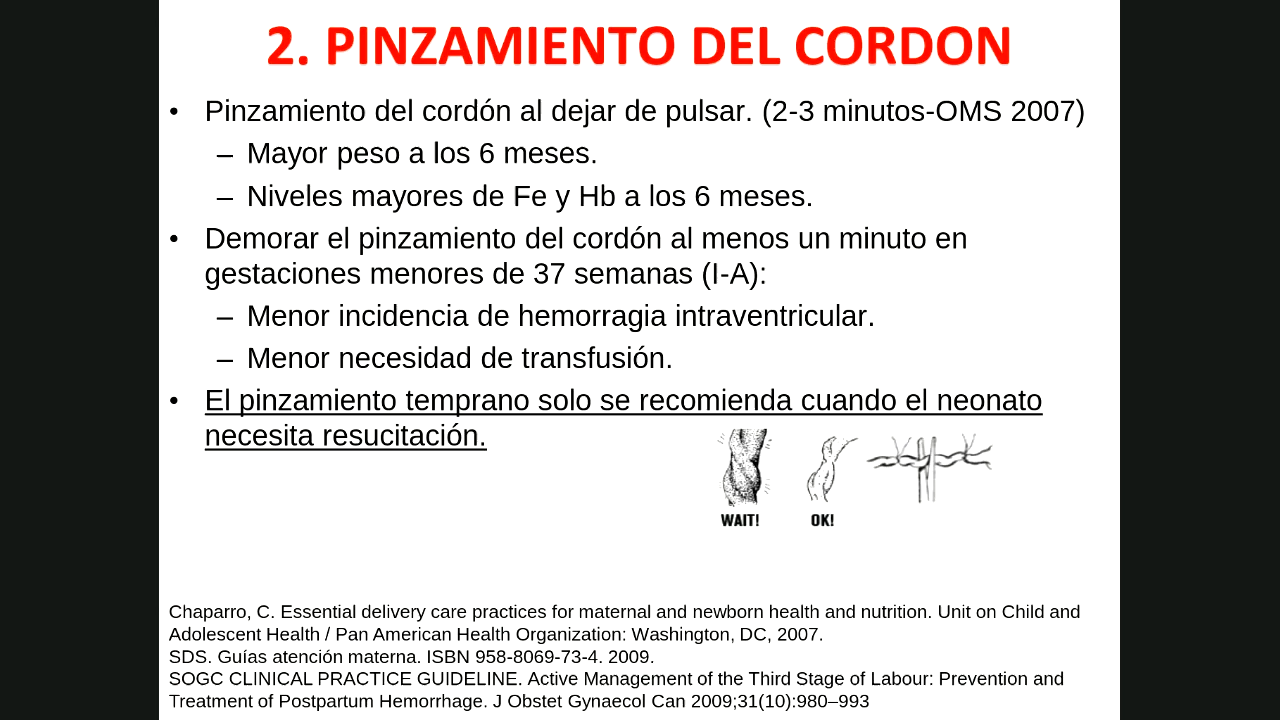 2. PINZAMIENTO DEL CORDON
• Pinzamiento del cordón al dejar de pulsar. (2-3 minutos-OMS 2007)
– Mayor peso a los 6 meses.
– Niveles mayores de Fe y Hb a los 6 meses.
• Demorar el pinzamiento del cordón al menos un minuto en
gestaciones menores de 37 semanas (I-A):
– Menor incidencia de hemorragia intraventricular.
– Menor necesidad de transfusión.
• El pinzamiento temprano solo se recomienda cuando el neonato
necesita resucitación.
WAIT! OK!
Chaparro, C. Essential delivery care practices for maternal and newborn health and nutrition. Unit on Child and
Adolescent Health / Pan American Health Organization: Washington, DC, 2007.
SDS. Guías atención materna. ISBN 958-8069-73-4. 2009.
SOGC CLINICAL PRACTICE GUIDELINE. Active Management of the Third Stage of Labour: Prevention and
Treatment of Postpartum Hemorrhage. J Obstet Gynaecol Can 2009;31(10):980–993